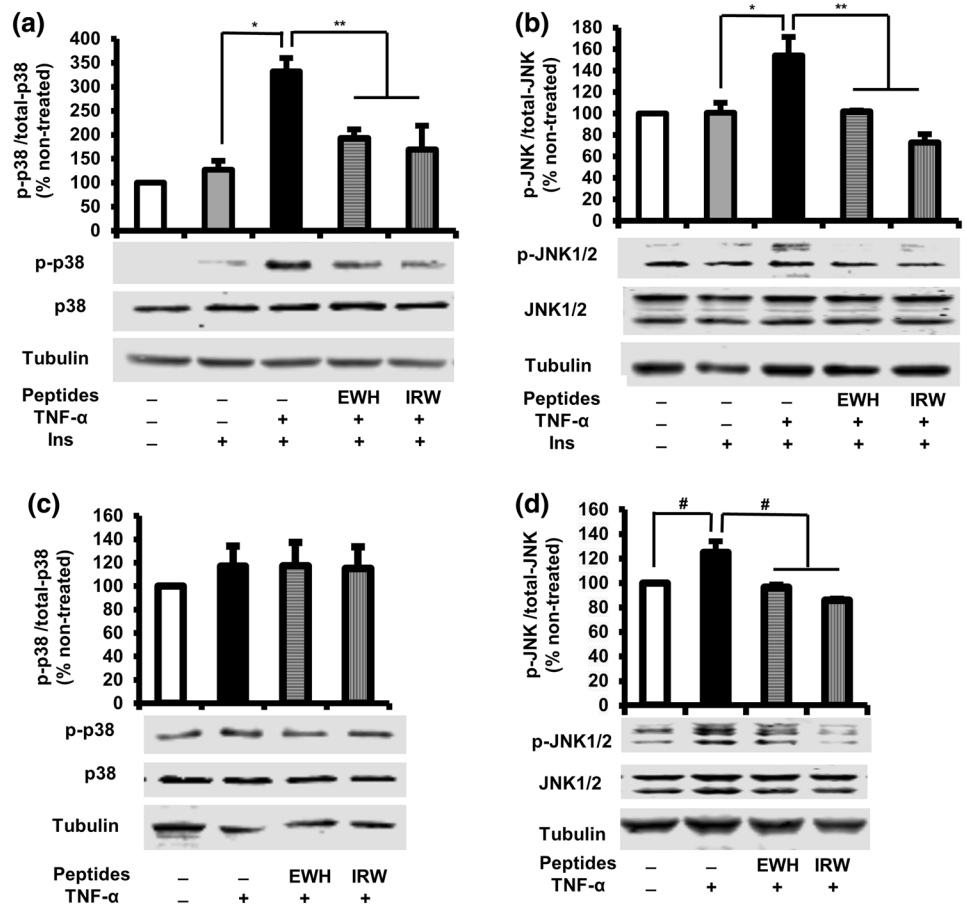 (a)
p-p38 /total-p38
(% non-treated)
400
350
300
250
200
150
100
50
0
* **
p-p38
p38
Tubulin
Peptides – – – EWH IRW
TNF-α – – + + +
Ins – + + + +
(b)
p-JNK /total-JNK
(% non-treated)
180
160
140
120
100
80
60
40
20
0
* **
p-JNK1/2
JNK1/2
Tubulin
Peptides – – – EWH IRW
TNF-α – – + + +
Ins – + + + +
(c)
p-p38 /total-p38
(% non-treated)
160
140
120
100
80
60
40
20
0
p-p38
p38
Tubulin
Peptides – – EWH IRW
TNF-α – + + +
(d)
p-JNK /total-JNK
(% non-treated)
160
140
120
100
80
60
40
20
0
# #
p-JNK1/2
JNK1/2
Tubulin
Peptides – – EWH IRW
TNF-α – + + +